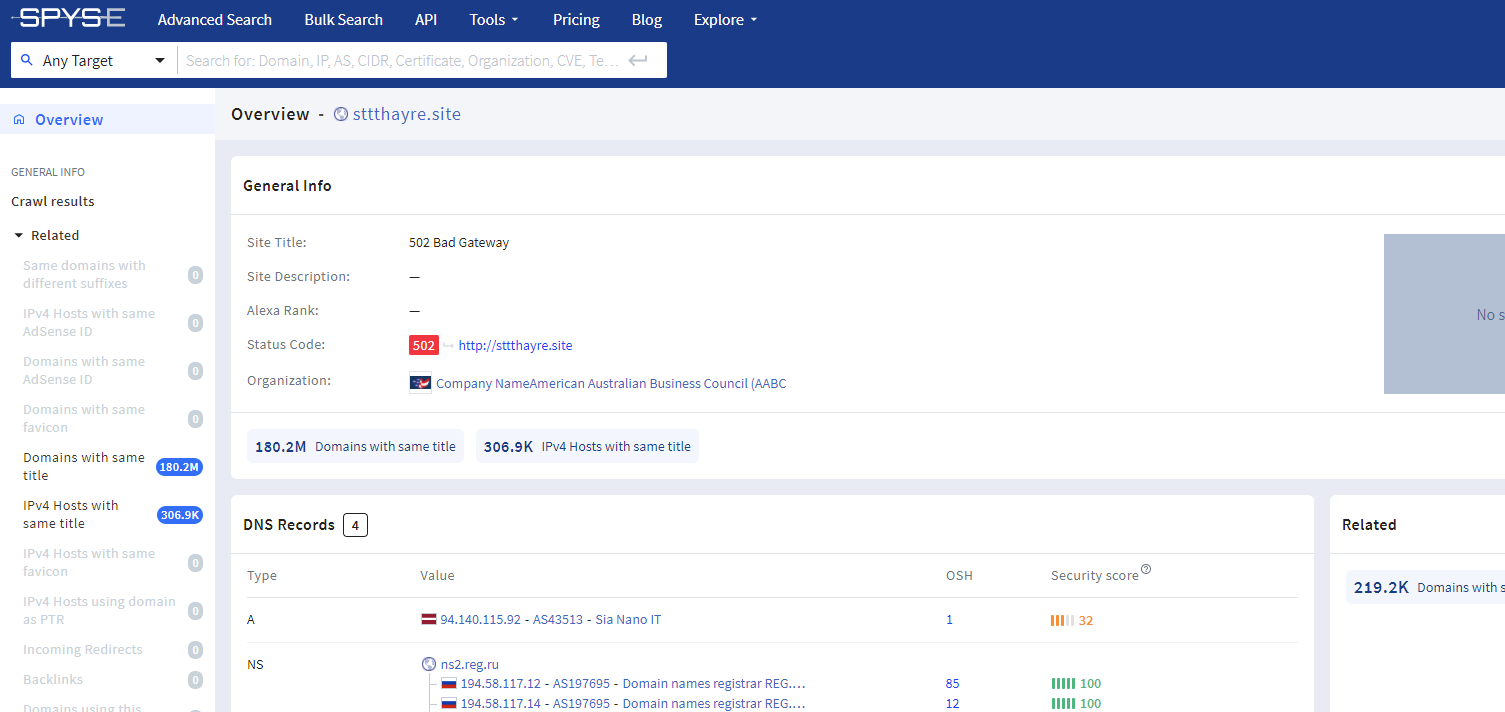 SPYSE Advanced Search Bulk Search API Tools Pricing Blog Explore
Any Target Search for: Domain, IP, AS, CIDR, Certificate, Organization, CVE, Te...
Overview
GENERAL INFO
Crawl results
Related
Same domains with
different suffixes 0
IPv4 Hosts with same
AdSense ID 0
Domains with same
AdSense ID 0
Domains with same
favicon 0
Domains with same
title 180.2M
IPv4 Hosts with
same title 306.9K
IPv4 Hosts with same
favicon 0
IPv4 Hosts using domain
as PTR 0
Incoming Redirects 0
Backlinks 0
Domains using this
Overview - sttthayre.site
General Info
Site Title: 502 Bad Gateway
Site Description: —
Alexa Rank: —
Status Code: 502 http://sttthayre.site
Organization: Company NameAmerican Australian Business Council (AABC
No s
180.2M Domains with same title 306.9K IPv4 Hosts with same title
DNS Records 4
Type Value OSH Security score ?
A 94.140.115.92 - AS43513 - Sia Nano IT 1 32
NS ns2.reg.ru
194.58.117.12 - AS197695 - Domain names registrar REG.... 85 100
194.58.117.14 - AS197695 - Domain names registrar REG.... 12 100
Related
219.2K Domains with s